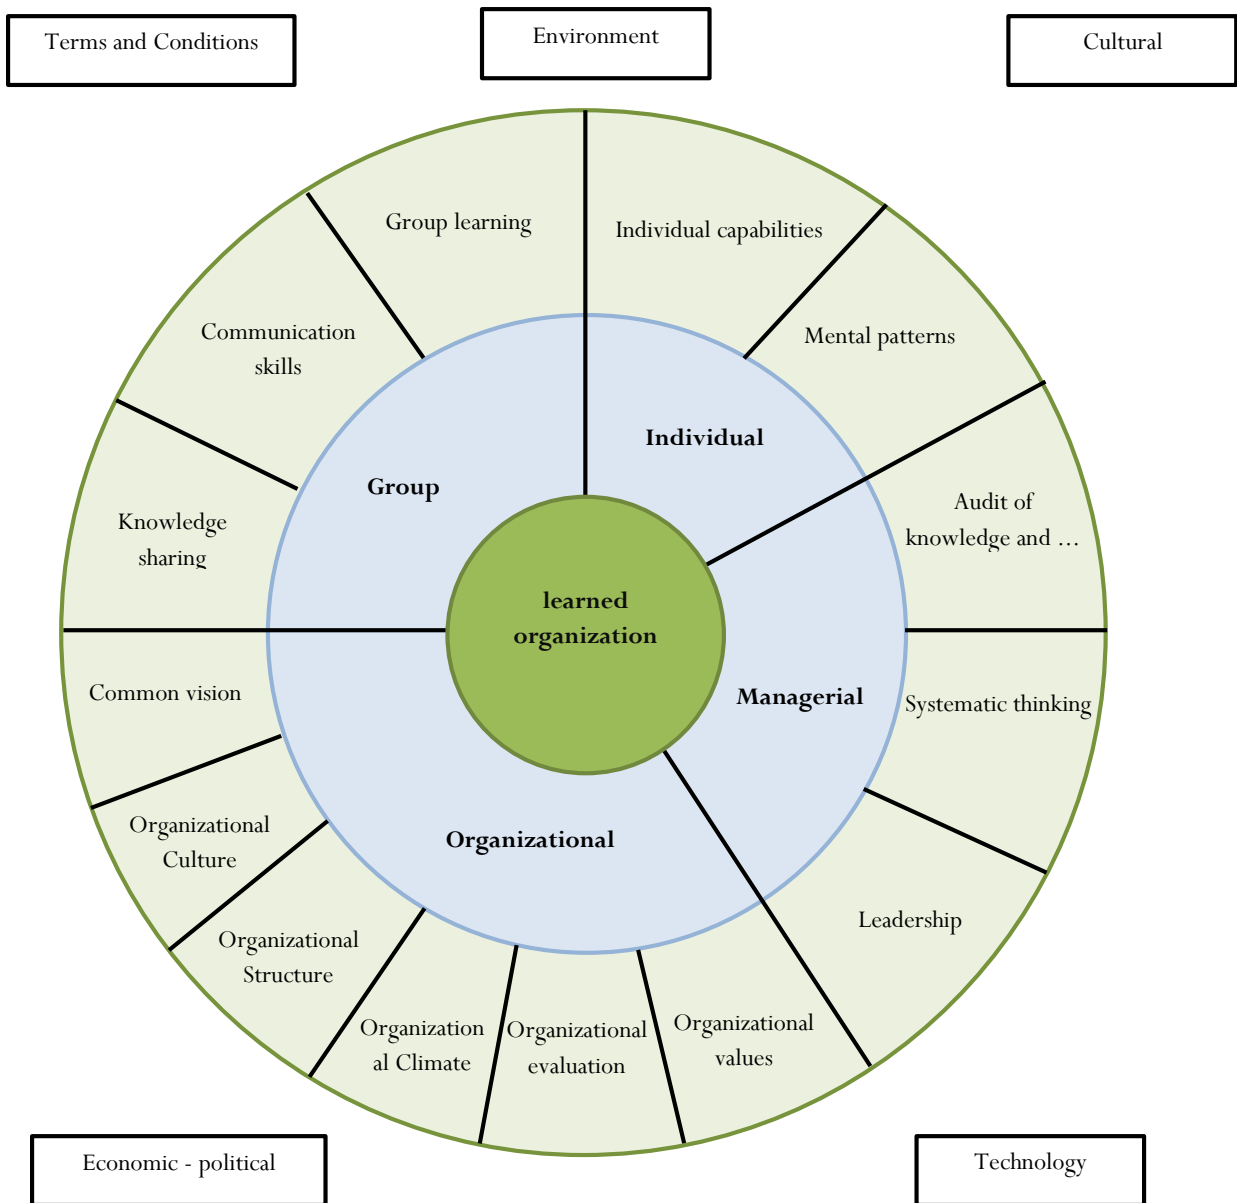 Terms and Conditions
Environment
Cultural
Group learning
Individual capabilities
Communication
skills
Mental patterns
Individual
Group
Knowledge
sharing
Audit of
knowledge and …
learned
organization
Common vision
Managerial
Systematic thinking
Organizational
Culture
Organizational
Organizational
Structure
Leadership
Organization
al Climate
Organizational
evaluation
Organizational
values
Economic - political
Technology